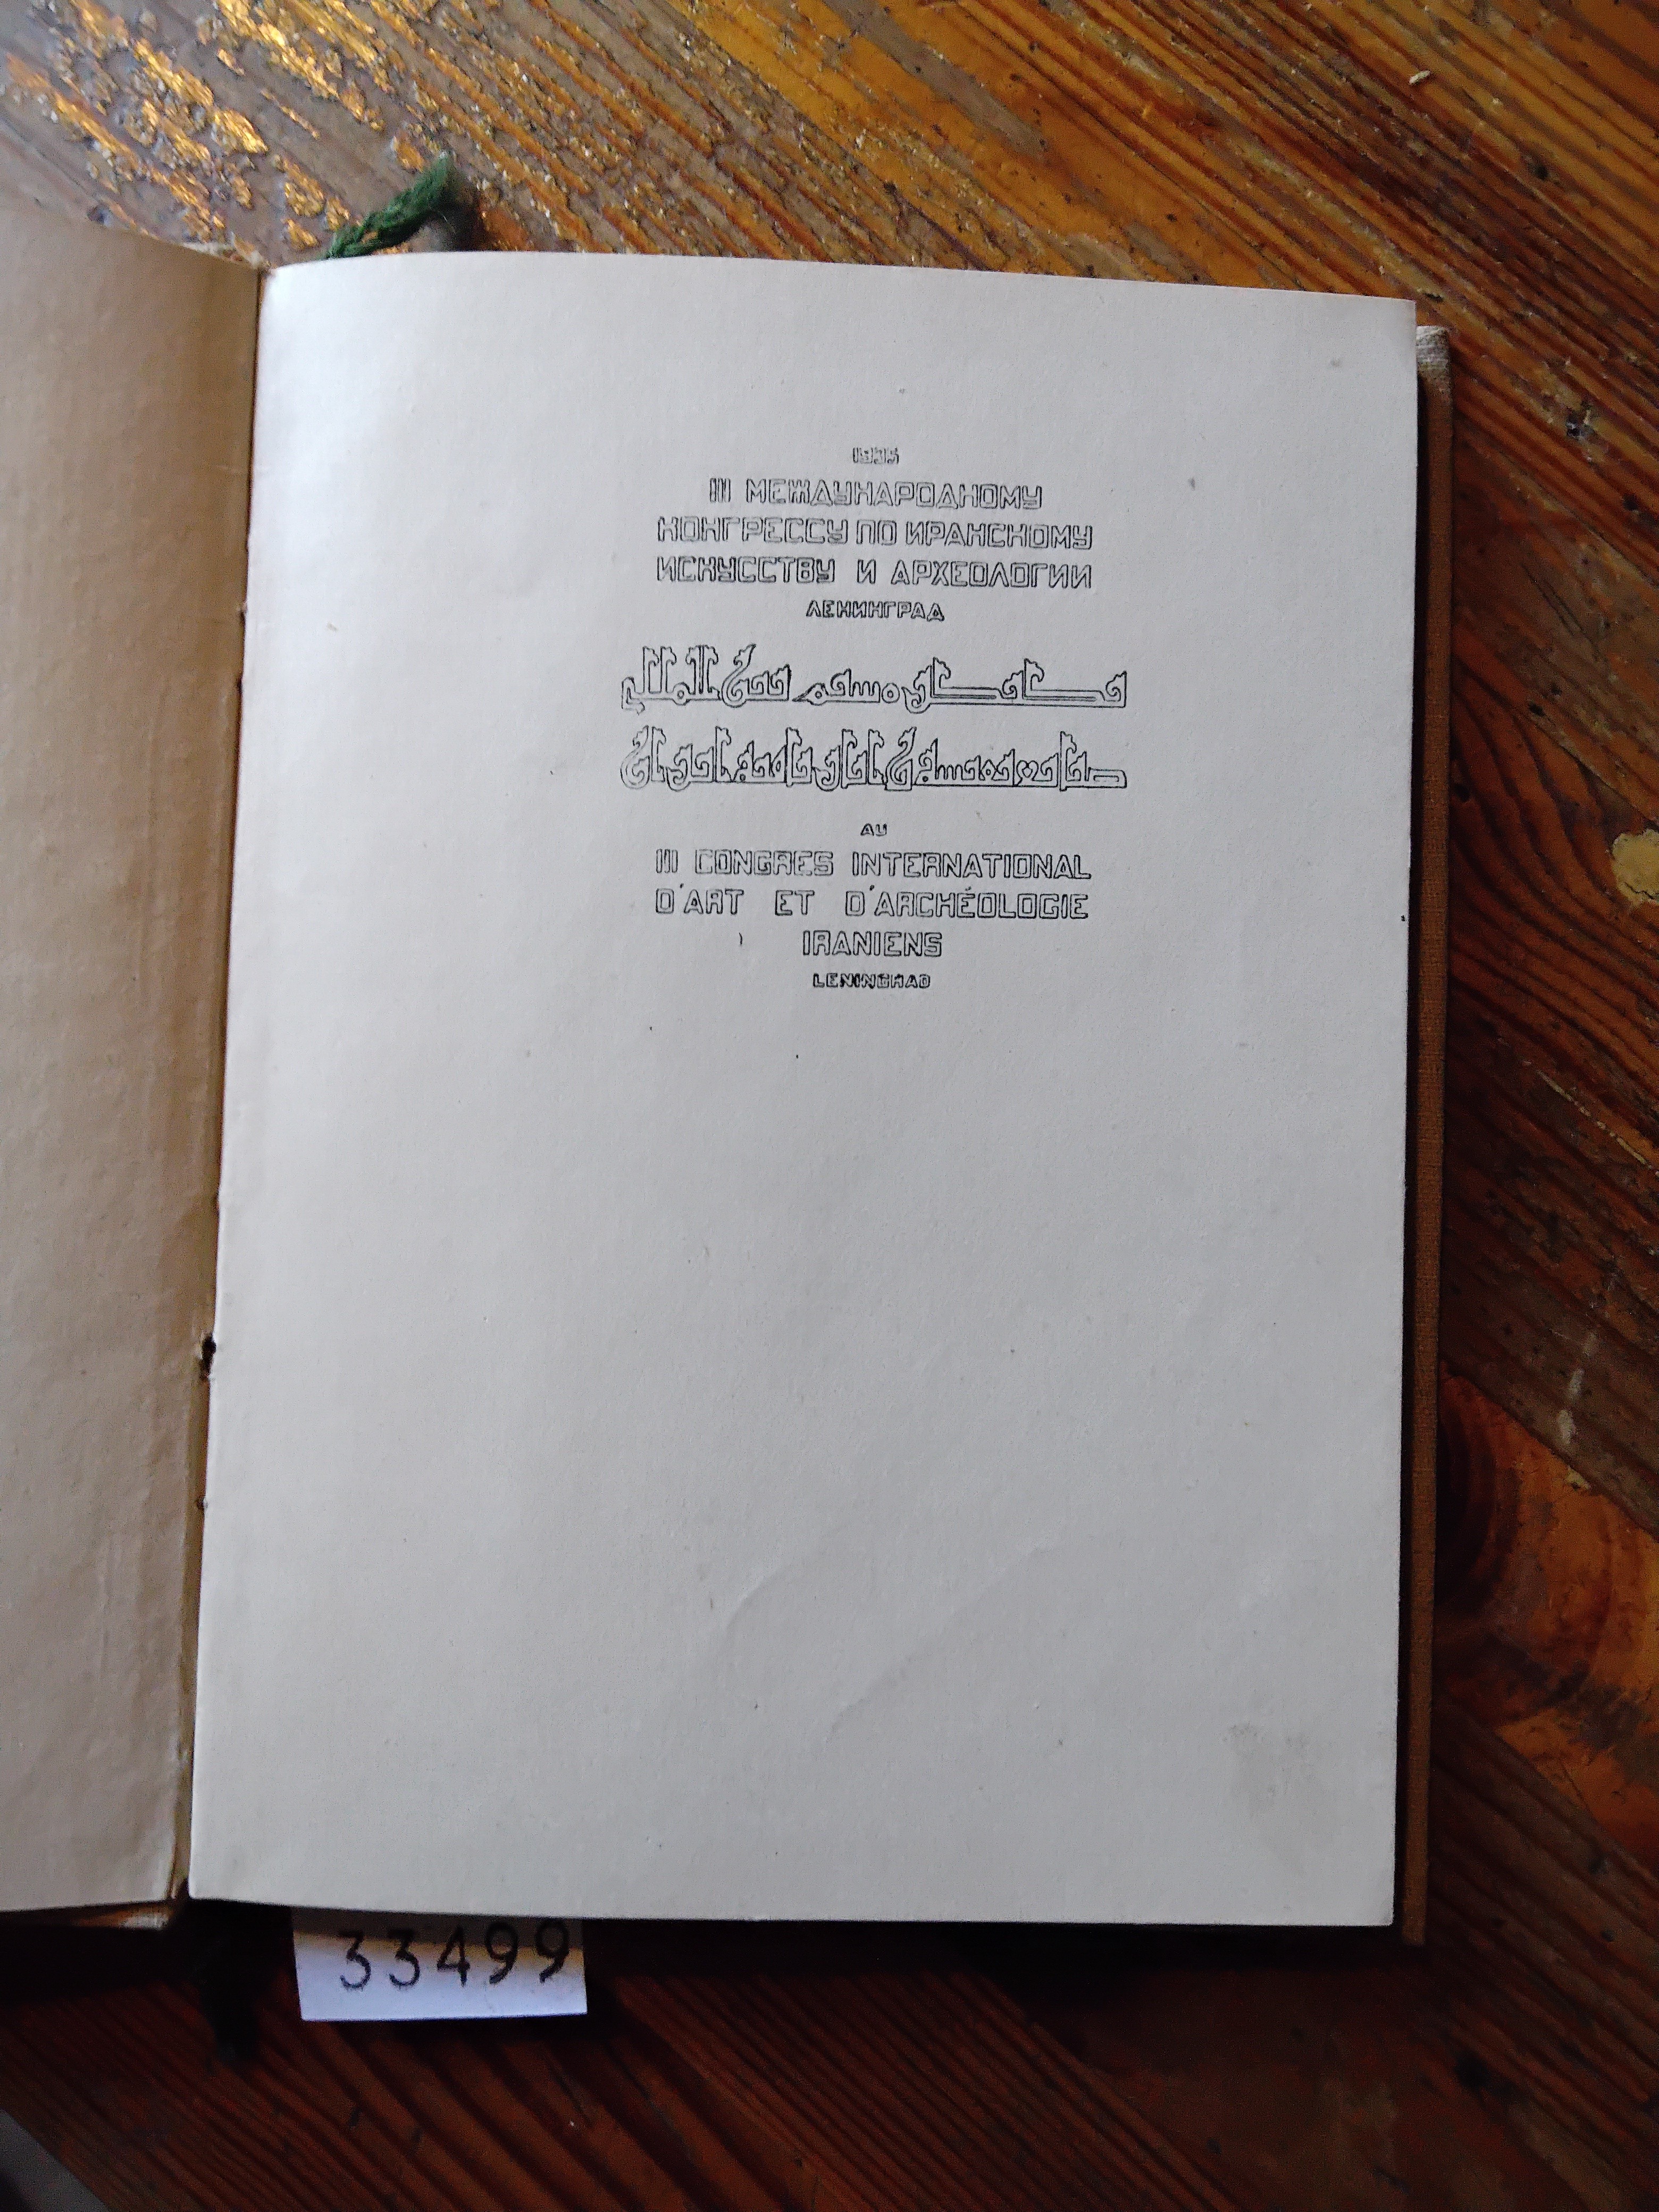 1935
III МЕЖДУНАРОДНОМУ
КОНГРЕССУ ПО ИРАНСКОМУ
ИСКУССТВУ И АРХЕОЛОГИИ
ЛЕНИНГРАД
AU
III CONGRES INTERNATIONAL
D'ART ET D'ARCHÉOLOGIE
IRANIENS
LENINGRAD
33499